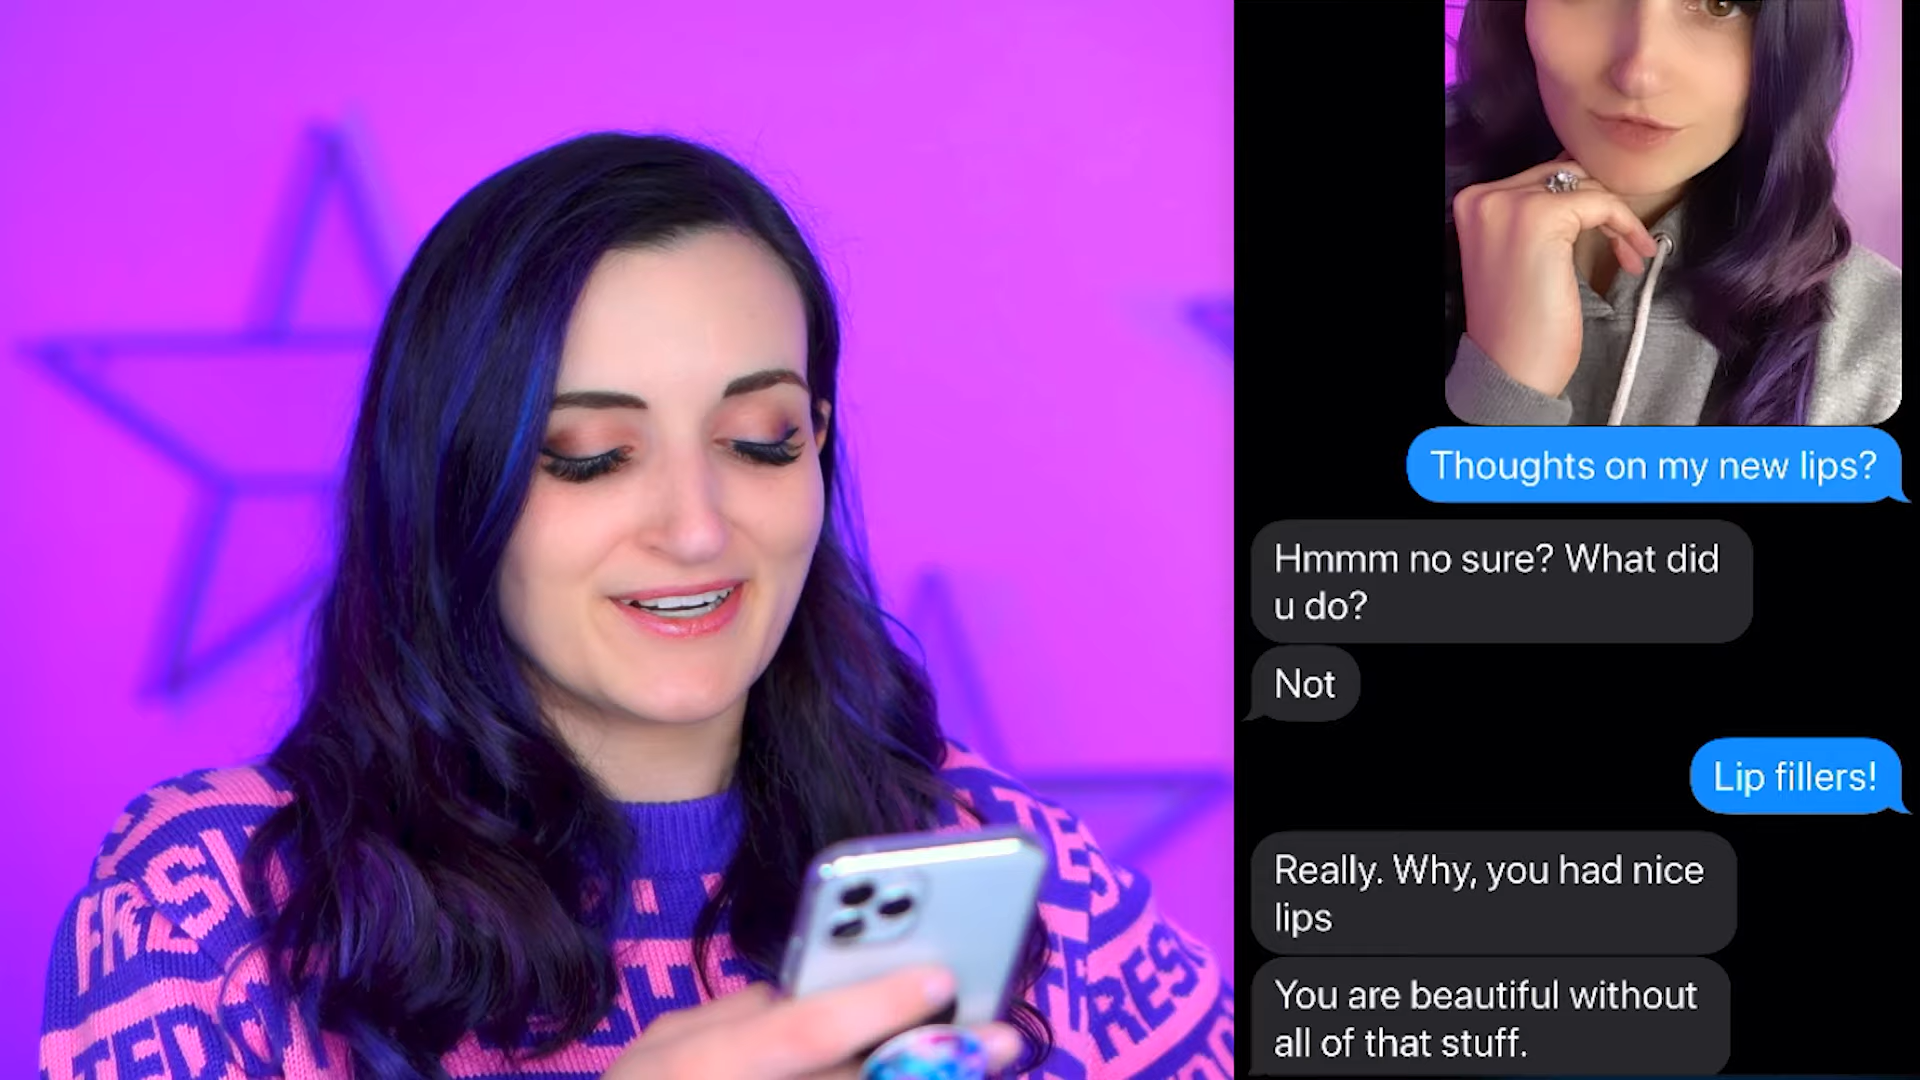 Thoughts on my new lips?
Hmmm no sure? What did
u do?
Not
Lip fillers!
Really. Why, you had nice
lips
You are beautiful without
all of that stuff.